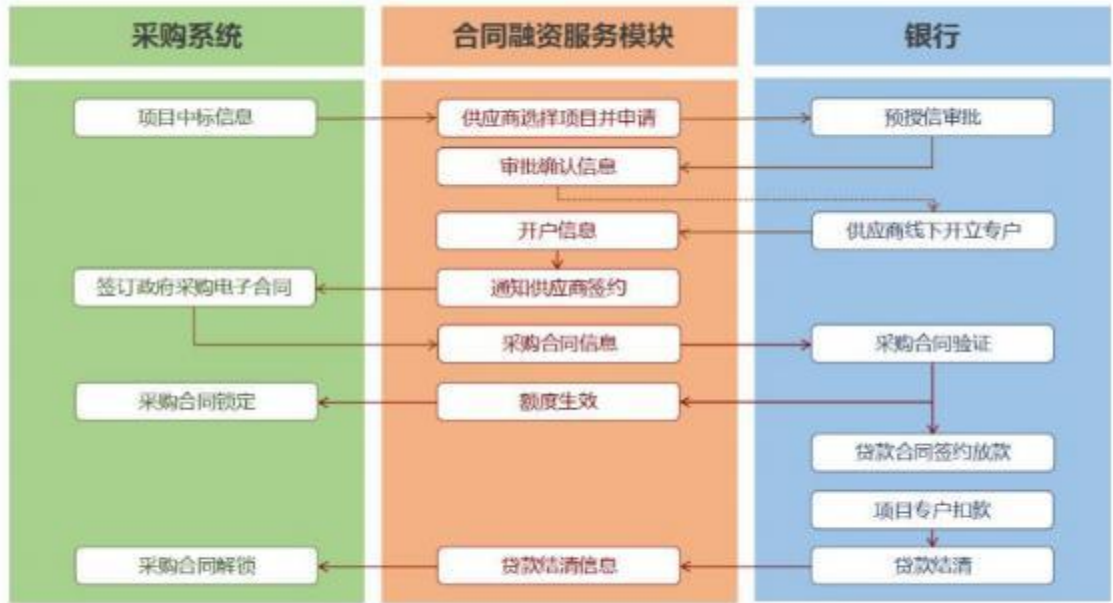 采购系统
合同融资服务模块
银行
项目中标信息
供应商选择项目并申请
预授信审批
审批确认信息
开户信息
供应商线下开立专户
签订政府采购电子合同
通知供应商签约
采购合同信息
采购合同验证
采购合同锁定
额度生效
贷款合同签约放款
项目专户扣款
采购合同解锁
贷款结清信息
贷款结清